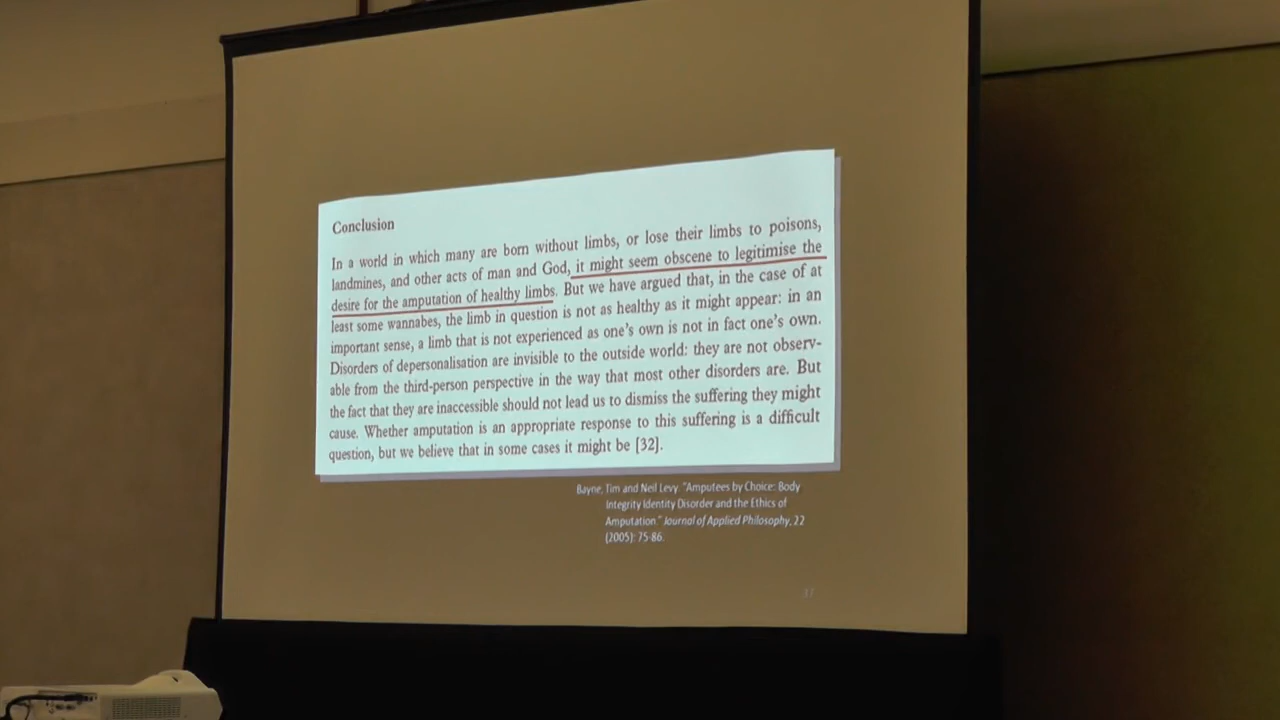 Conclusion
In a world in which many are born without limbs, or lose their limbs to poisons,
landmines, and other acts of man and God, it might seem obscene to legitimise the
desire for the amputation of healthy limbs. But we have argued that, in the case of at
least some wannabes, the limb in question is not as healthy as it might appear: in an
important sense, a limb that is not experienced as one's own is not in fact one's own.
Disorders of depersonalisation are invisible to the outside world: they are not observ-
able from the third-person perspective in the way that most other disorders are. But
the fact that they are inaccessible should not lead us to dismiss the suffering they might
cause. Whether amputation is an appropriate response to this suffering is a difficult
question, but we believe that in some cases it might be [32].
Bayne, Tim and Neil Levy. "Amputees by Choice: Body
Integrity Identity Disorder and the Ethics of
Amputation." Journal of Applied Philosophy, 22
(2005): 75-86.